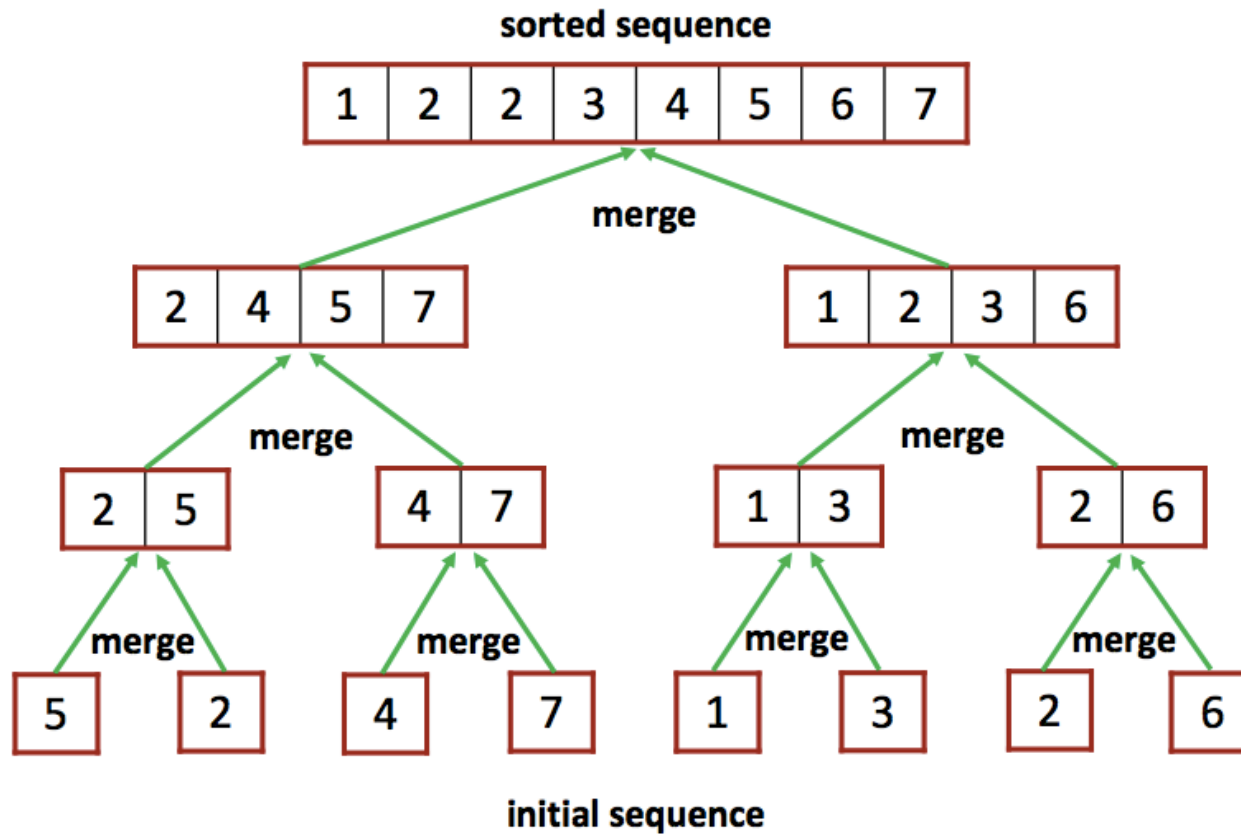 sorted sequence
1 2 2 3 4 5 6 7
merge
2 4 5 7 1 2 3 6
merge merge
2 5 4 7 1 3 2 6
merge merge merge merge
5 2 4 7 1 3 2 6
initial sequence